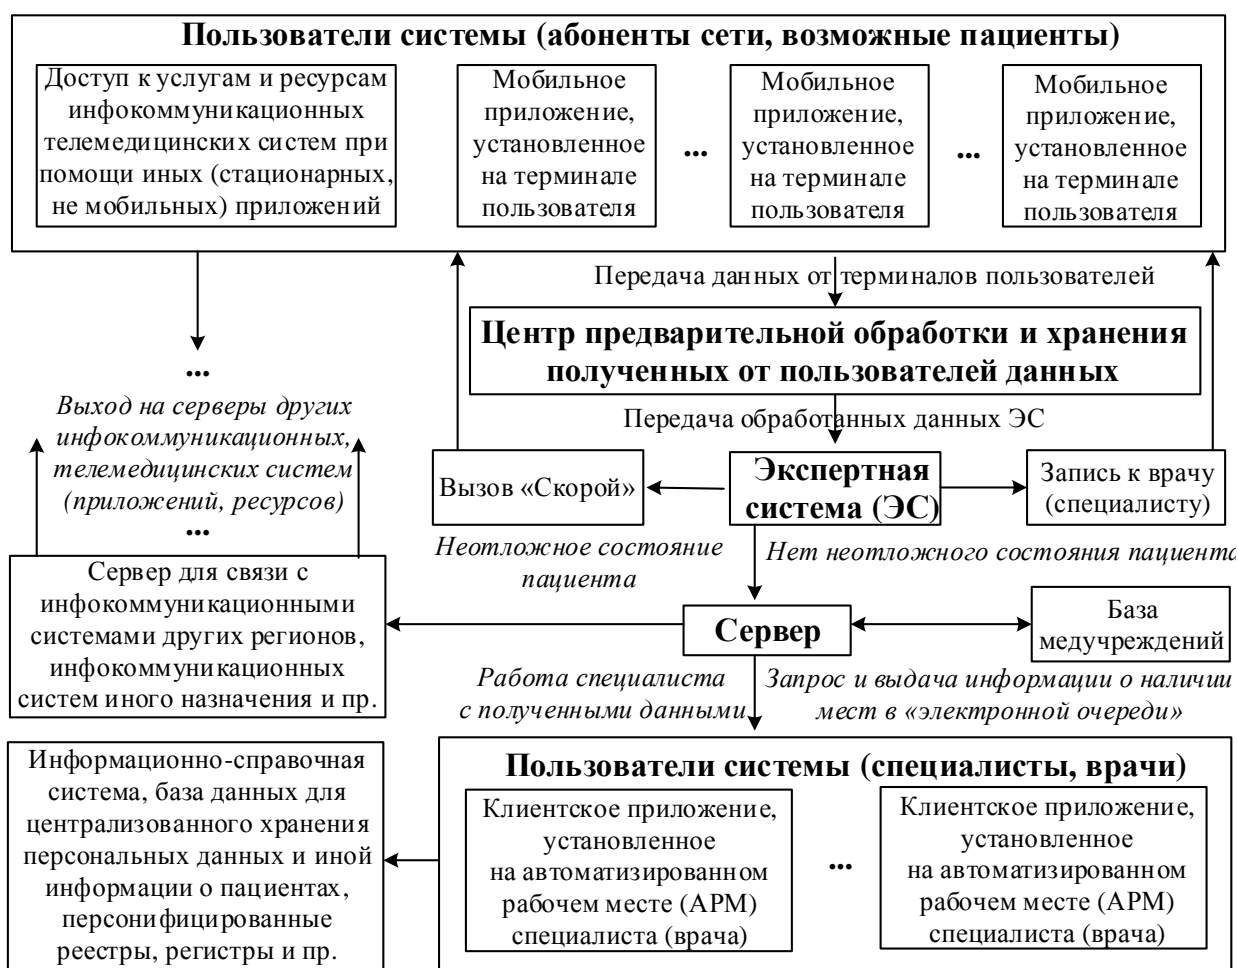 Пользователи системы (абоненты сети, возможные пациенты)
Доступ к услугам и ресурсам
инфокоммуникационных
телемедицинских систем при
помощи иных (стационарных,
не мобильных) приложений
Мобильное
приложение,
установленное
на терминале
пользователя
...
Мобильное
приложение,
установленное
на терминале
пользователя
...
Мобильное
приложение,
установленное
на терминале
пользователя
Передача данных от терминалов пользователей
Центр предварительной обработки и хранения
полученных от пользователей данных
Передача обработанных данных ЭС
...
Выход на серверы других
инфокоммуникационных,
телемедицинских систем
(приложений, ресурсов)
...
Вызов «Скорой»
Экспертная
система (ЭС)
Запись к врачу
(специалисту)
Неотложное состояние
пациента
Нет неотложного состояния пациента
Сервер для связи с
инфокоммуникационными
системами других регионов,
инфокоммуникационных
систем иного назначения и пр.
Сервер
База
медучреждений
Работа специалиста
с полученными данными
Запрос и выдача информации о наличии
мест в «электронной очереди»
Информационно-справочная
система, база данных для
централизованного хранения
персональных данных и иной
информации о пациентах,
персонифицированные
реестры, регистры и пр.
Пользователи системы (специалисты, врачи)
Клиентское приложение,
установленное
на автоматизированном
рабочем месте (АРМ)
специалиста (врача)
...
Клиентское приложение,
установленное
на автоматизированном
рабочем месте (АРМ)
специалиста (врача)